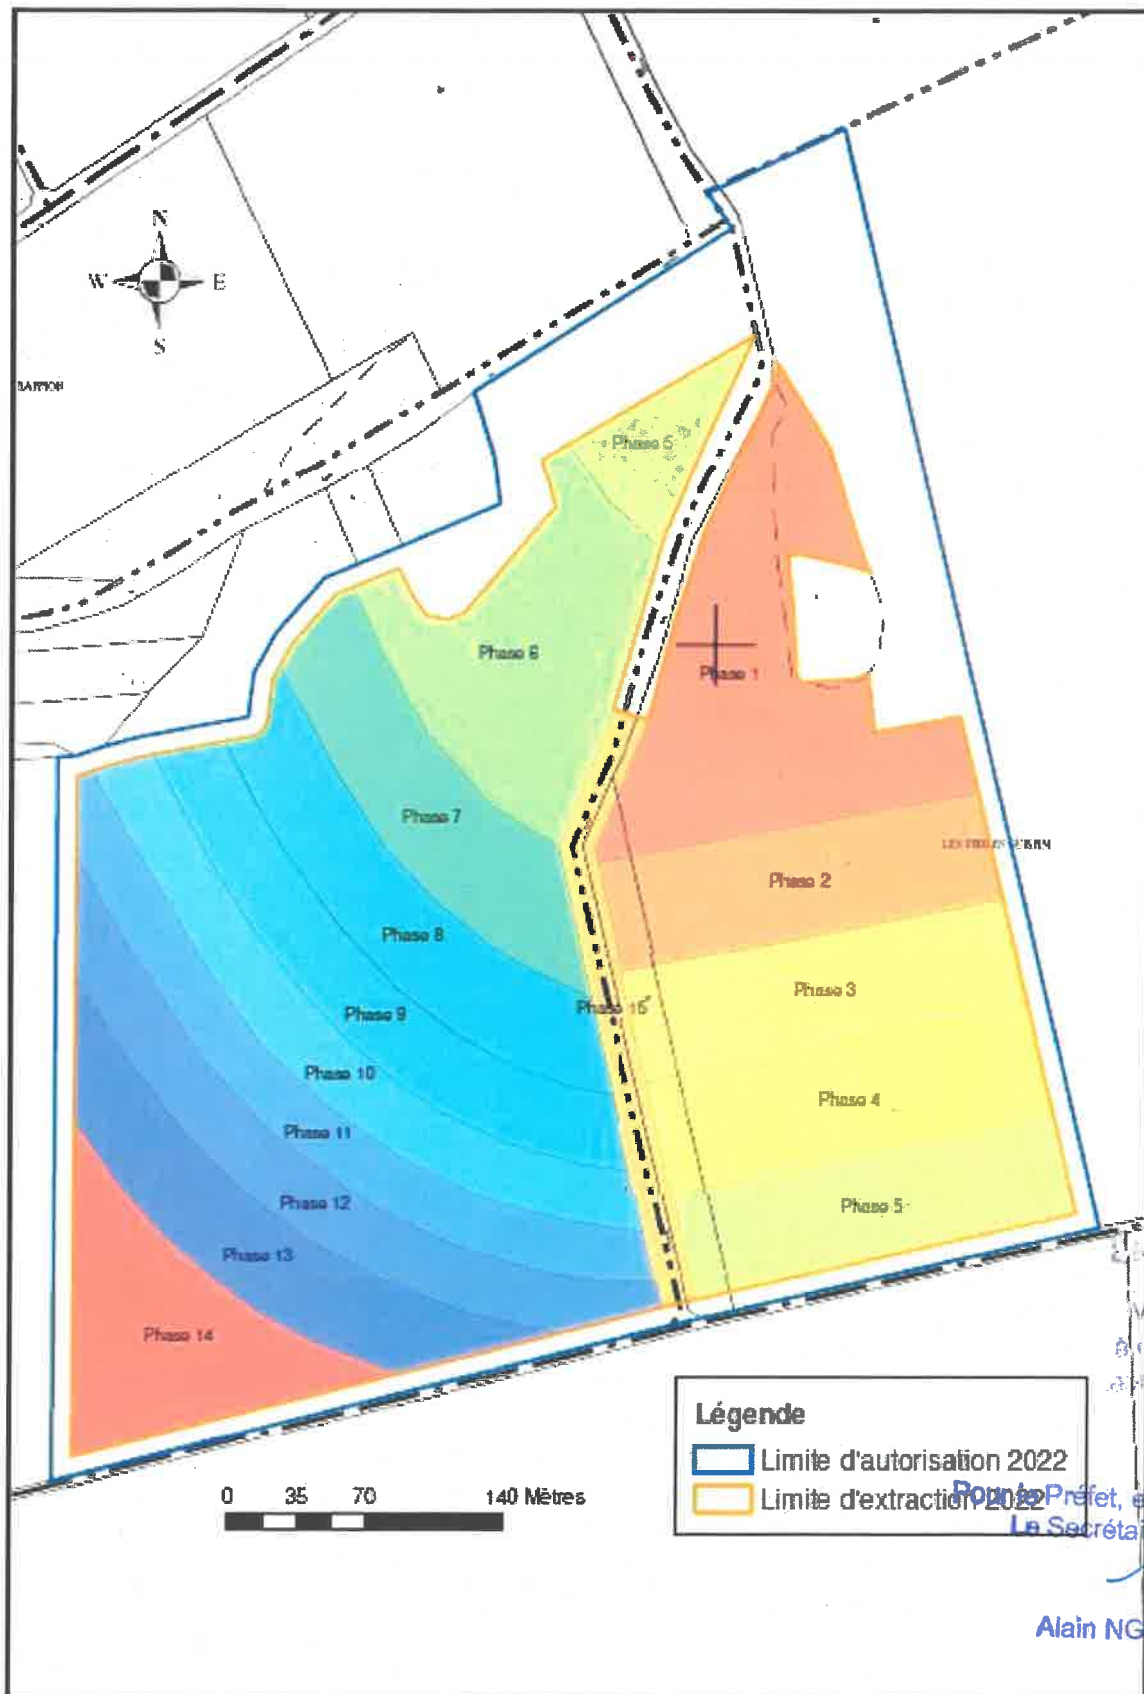 N
W E
S
Phase 6
Phase 1
Phase 7
Phase 2
Phase 8
Phase 3
Phase 15
Phase 9
Phase 10
Phase 4
Phase 11
Phase 12
Phase 5
Phase 13
Phase 14
Légende
Limite d'autorisation 2022
Limite d'extraction 2022
0 35 70 140 Mètres
Pour le Préfet, e
Le Secréta
Alain NG